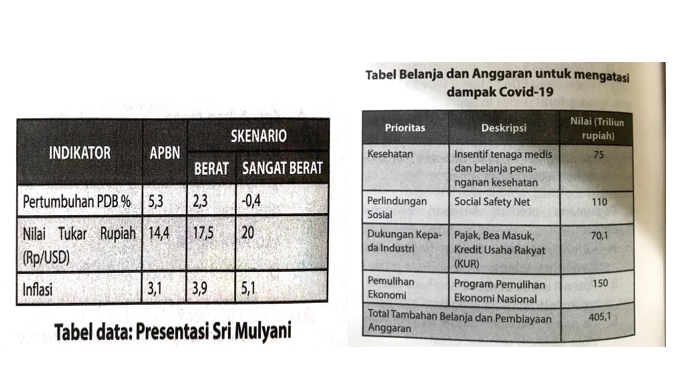 INDIKATOR APBN SKENARIO
BERAT SANGAT BERAT
Pertumbuhan PDB % 5,3 2,3 -0,4
Nilai Tukar Rupiah 14,4 17,5 20
(Rp/USD)
Inflasi 3,1 3,9 5,1
Tabel data: Presentasi Sri Mulyani
Tabel Belanja dan Anggaran untuk mengatasi
dampak Covid-19
Prioritas Deskripsi Nilai (Triliun
rupiah)
Kesehatan Insentif tenaga medis 75
dan belanja pena-
nganan kesehatan
Perlindungan Social Safety Net 110
Sosial
Dukungan Kepa- Pajak, Bea Masuk, 70,1
da Industri Kredit Usaha Rakyat
(KUR)
Pemulihan Program Pemulihan 150
Ekonomi Ekonomi Nasional
Total Tambahan Belanja dan Pembiayaan 405,1
Anggaran